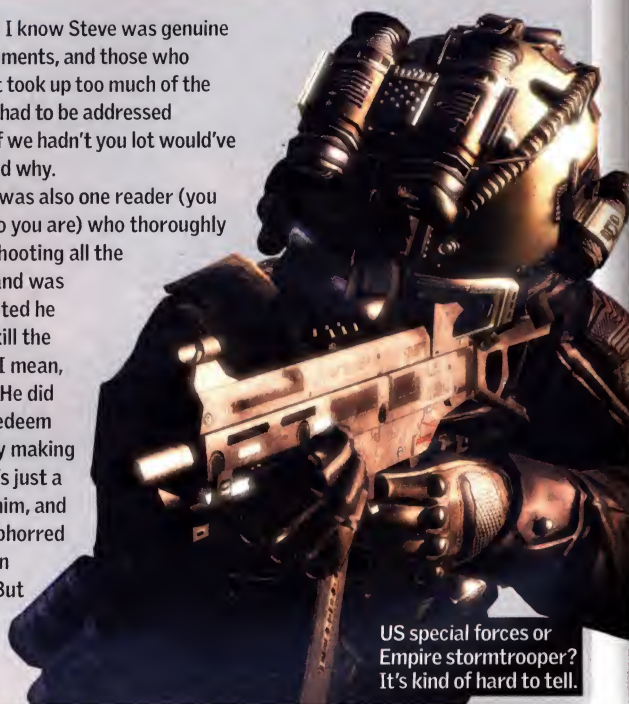 I know Steve was genuine
ments, and those who
t took up too much of the
had to be addressed
f we hadn't you lot would've
d why.
was also one reader (you
o you are) who thoroughly
hooting all the
and was
ted he
kill the
I mean,
He did
edeem
y making
's just a
him, and
bhorred
n
But
US special forces or
Empire stormtrooper?
It's kind of hard to tell.